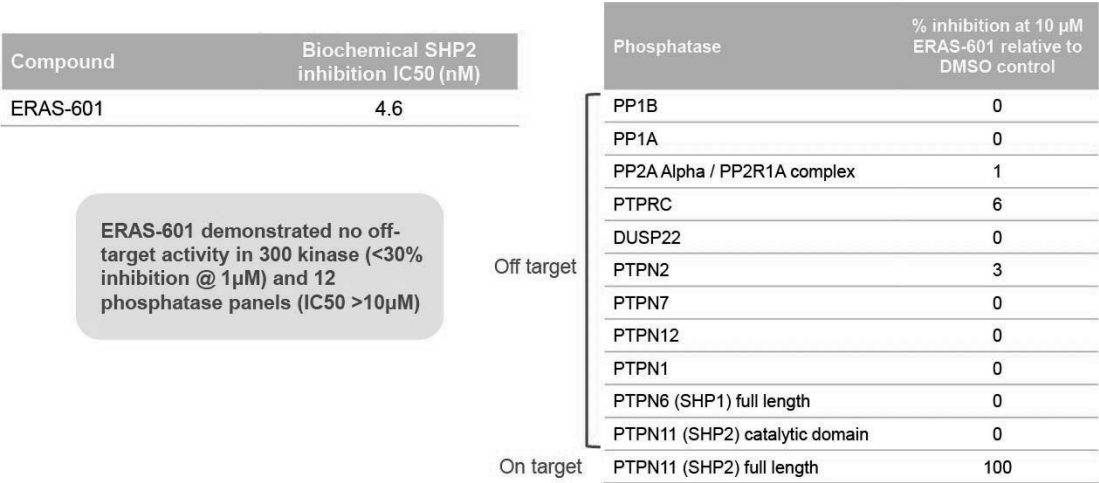 Compound
Biochemical SHP2
inhibition IC50 (nM)
ERAS-601 4.6
ERAS-601 demonstrated no off-
target activity in 300 kinase (<30%
inhibition @ 1µM) and 12
phosphatase panels (IC50 >10µM)
Phosphatase
% inhibition at 10 µM
ERAS-601 relative to
DMSO control
Off target
PP1B 0
PP1A 0
PP2A Alpha / PP2R1A complex 1
PTPRC 6
DUSP22 0
PTPN2 3
PTPN7 0
PTPN12 0
PTPN1 0
PTPN6 (SHP1) full length 0
PTPN11 (SHP2) catalytic domain 0
On target PTPN11 (SHP2) full length 100